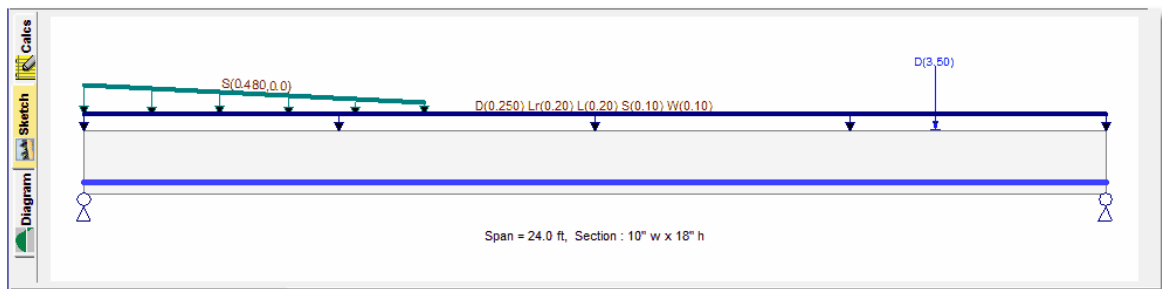 Calcs
Sketch
Diagram
S(0.480,0.0)
D(3.50)
D(0.250) Lr(0.20) L(0.20) S(0.10) W(0.10)
Span = 24.0 ft, Section : 10" w x 18" h